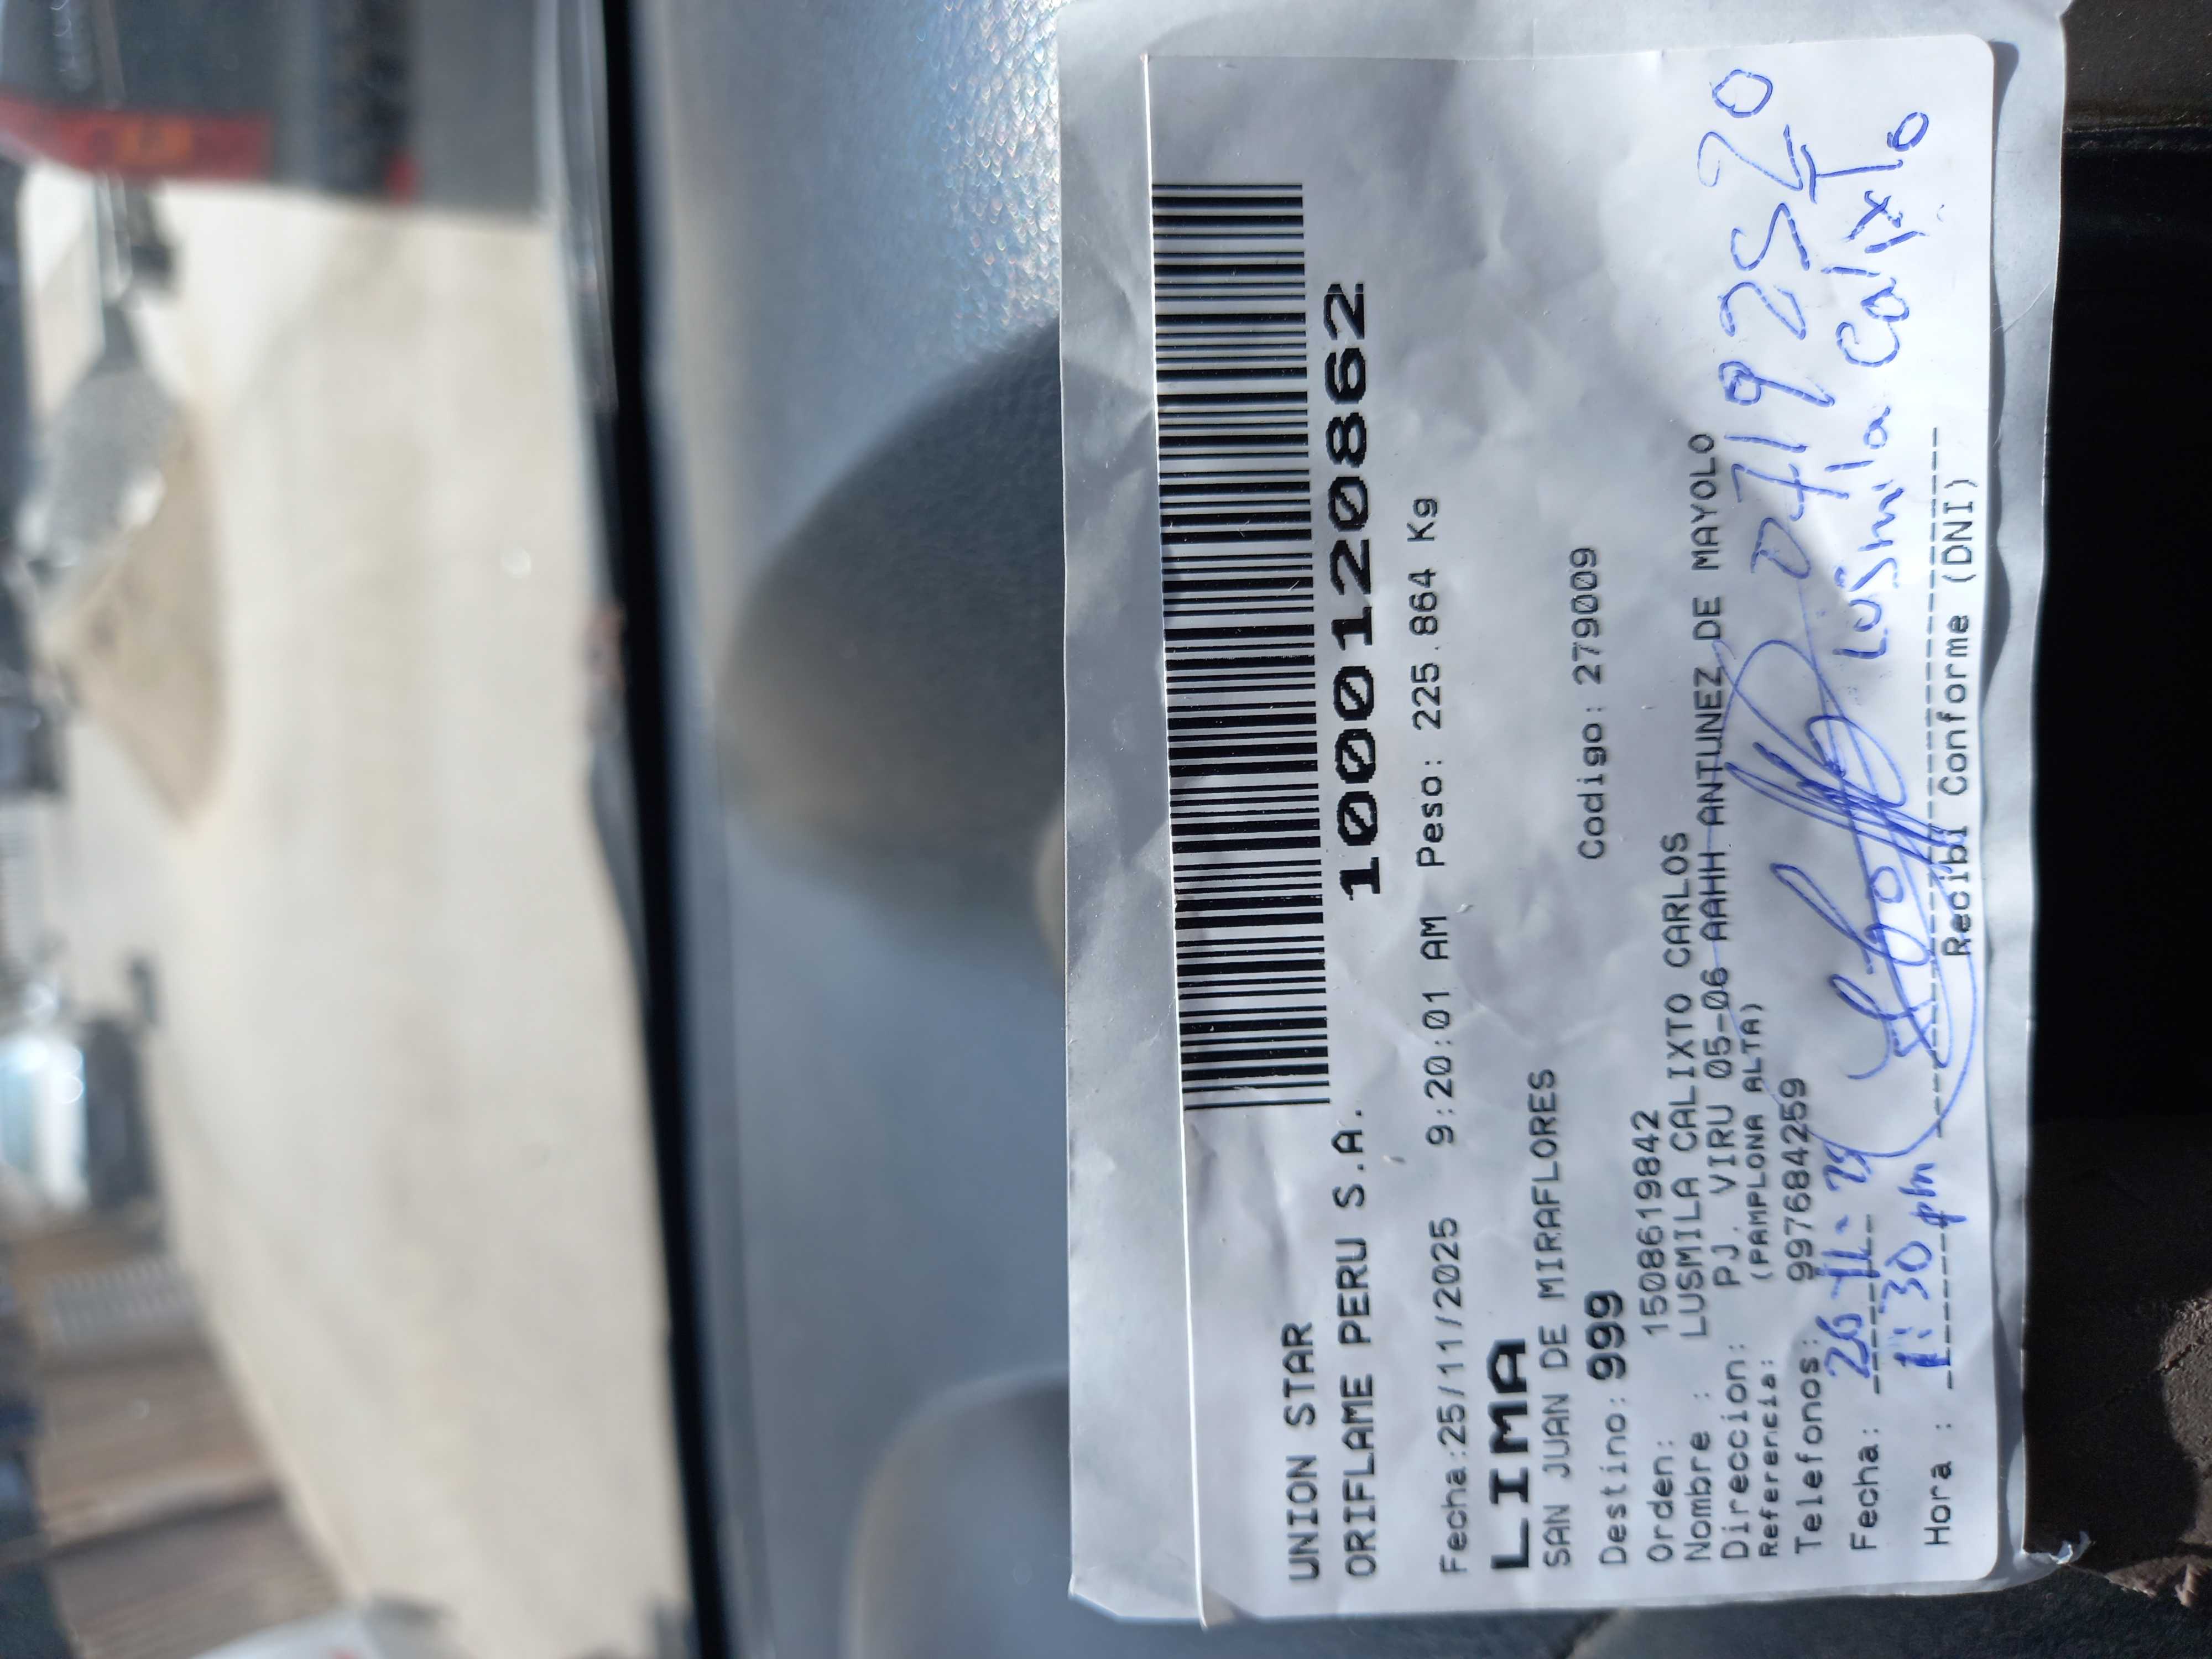 UNION STAR
ORIFLAME PERU S.A.
10001120862
Fecha:25/11/2025 9:20:01 AM Peso: 225.864 Kg
LIMA
SAN JUAN DE MIRAFLORES
Destino: 999 Codigo: 279009
Orden: 1508619842
Nombre : LUSMILA CALIXTO CARLOS
Direccion: PJ. VIRU 05-06 AAHH ANTUNEZ DE MAYOLO
Referencia: (PAMPLONA ALTA)
Telefonos: 997684259
07192520
Fecha: 26-11-25
Lusmila Calixto
Hora : 11:30 pm
Recibi Conforme (DNI)